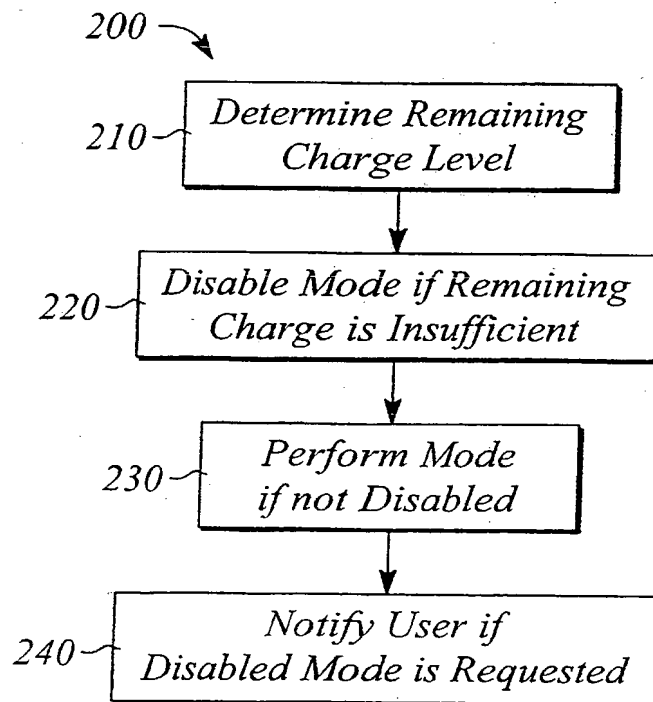 200
210
Determine Remaining
Charge Level
220
Disable Mode if Remaining
Charge is Insufficient
230
Perform Mode
if not Disabled
240
Notify User if
Disabled Mode is Requested